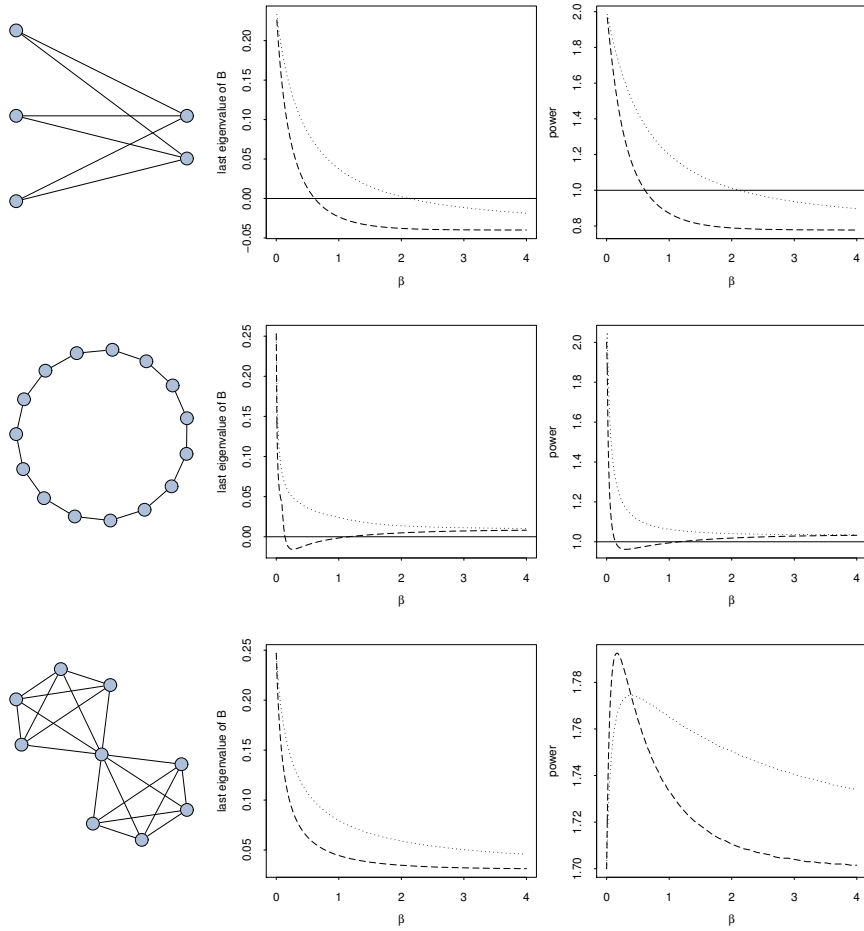 last eigenvalue of B
−0.05 0.00 0.05 0.10 0.15 0.20
0 1 2 3 4
β
power
0.8 1.0 1.2 1.4 1.6 1.8 2.0
0 1 2 3 4
β
last eigenvalue of B
0.00 0.05 0.10 0.15 0.20 0.25
0 1 2 3 4
β
power
1.0 1.2 1.4 1.6 1.8 2.0
0 1 2 3 4
β
last eigenvalue of B
0.05 0.10 0.15 0.20 0.25
0 1 2 3 4
β
power
1.70 1.72 1.74 1.76 1.78
0 1 2 3 4
β